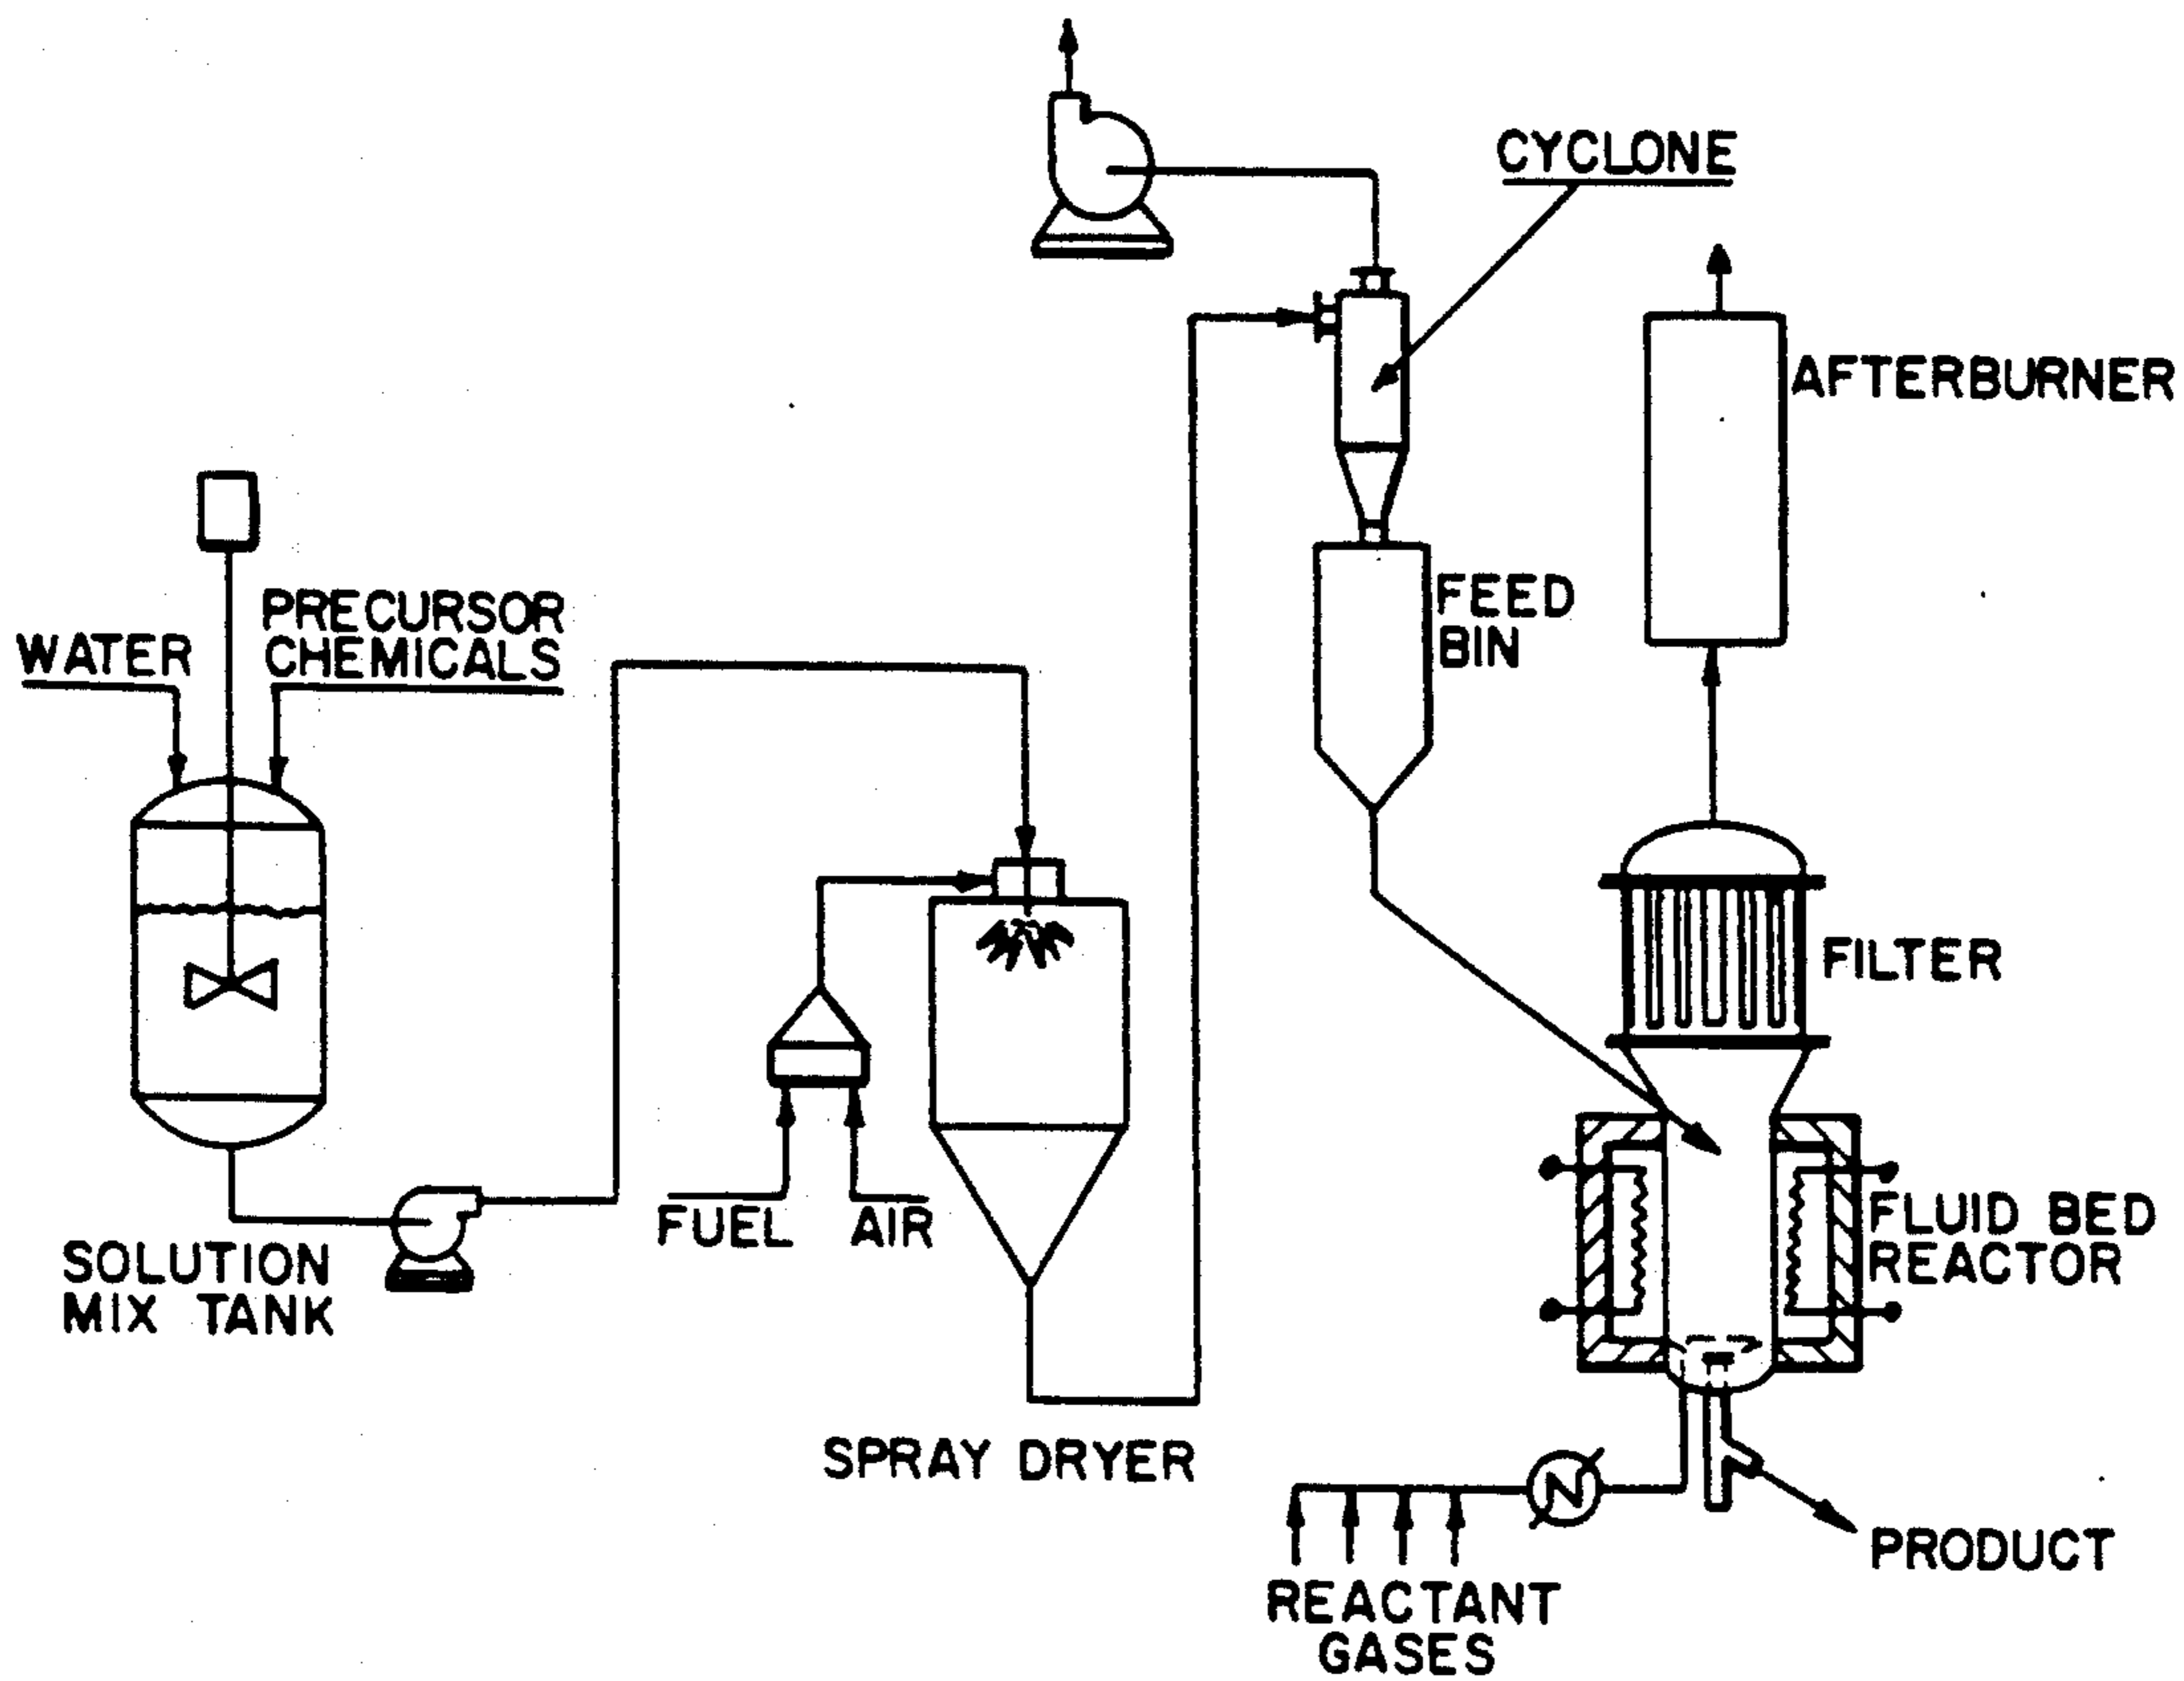 CYCLONE
AFTERBURNER
FEED
BIN
PRECURSOR
CHEMICALS
WATER
FILTER
FUEL
AIR
FLUID BED
REACTOR
SOLUTION
MIX TANK
SPRAY DRYER
PRODUCT
REACTANT
GASES